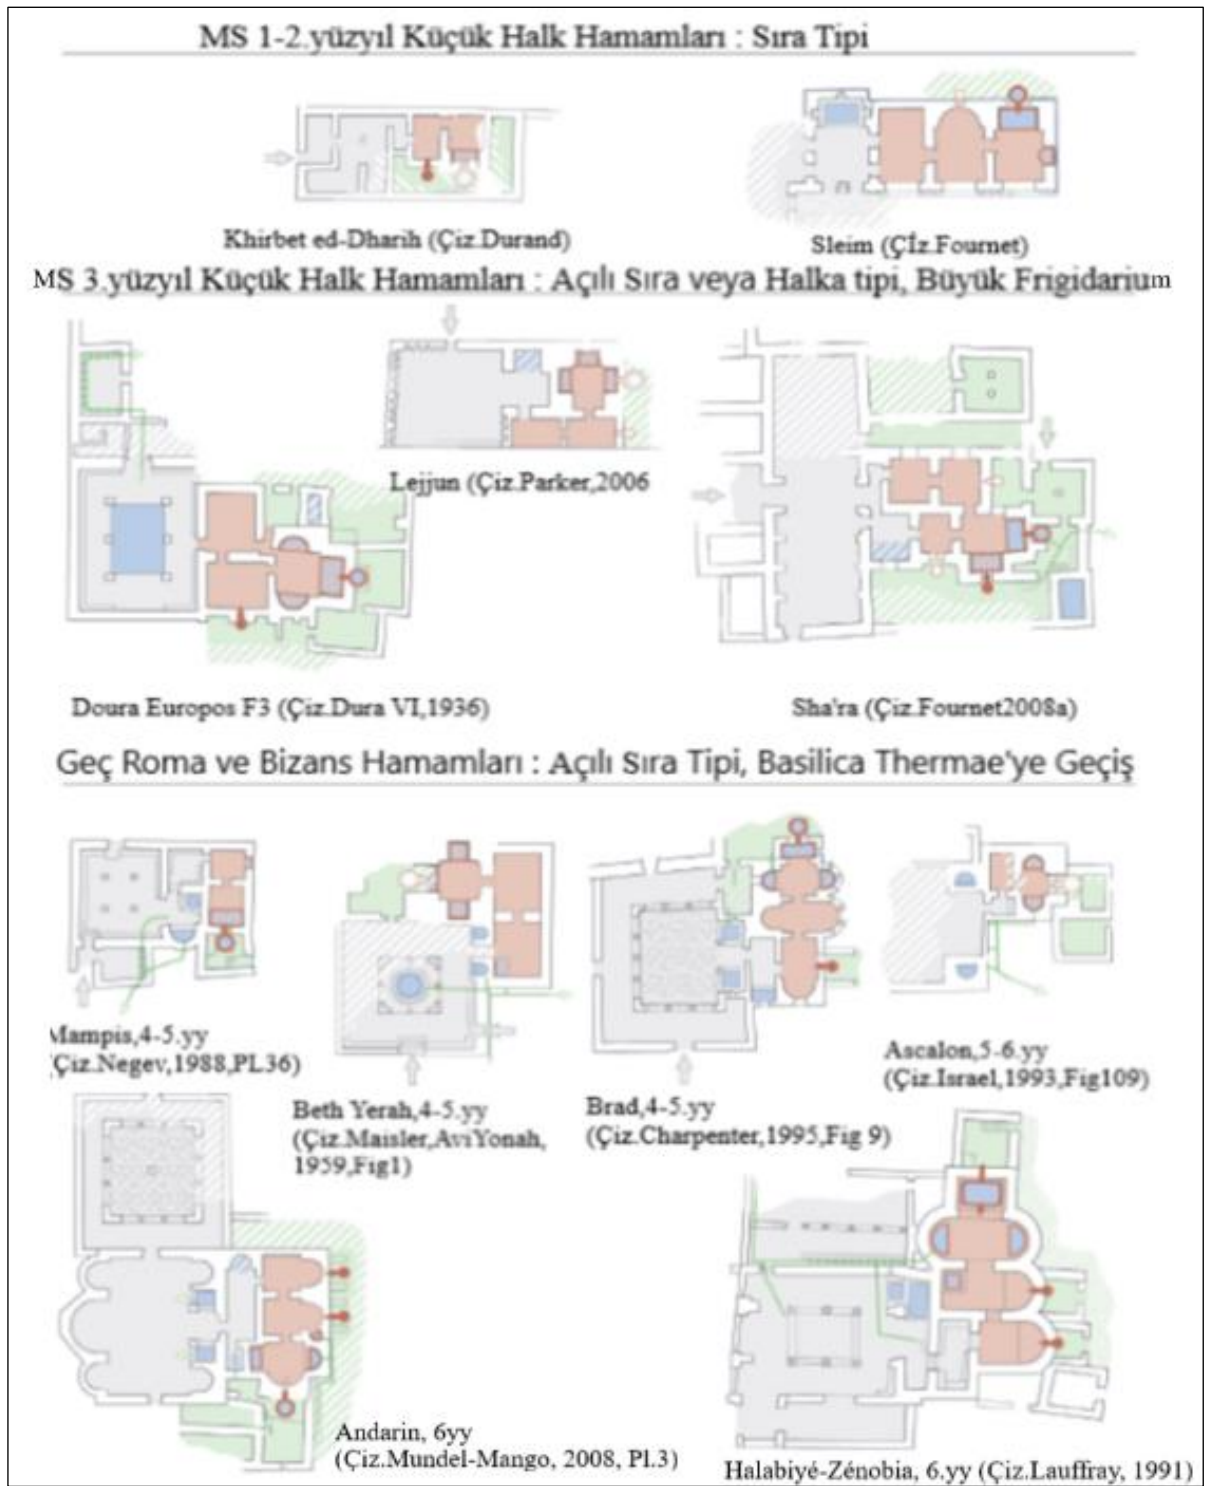 MS 1-2.yüzyıl Küçük Halk Hamamları : Sıra Tipi
Khirbet ed-Dharih (Çiz.Durand)
Sleim (Çİz.Fournet)
MS 3.yüzyıl Küçük Halk Hamamları : Açılı Sıra veya Halka tipi, Büyük Frigidarium
Lejjun (Çiz.Parker,2006
Doura Europos F3 (Çiz.Dura VI,1936)
Sha'ra (Çiz.Fournet2008a)
Geç Roma ve Bizans Hamamları : Açılı Sıra Tipi, Basilica Thermae'ye Geçiş
Mampis,4-5.yy
(Çiz.Negev,1988,PL36)
Beth Yerah,4-5.yy
(Çiz.Maisler,AviYonah,
1959,Fig1)
Brad,4-5.yy
(Çiz.Charpenter,1995,Fig 9)
Ascalon,5-6.yy
(Çiz.Israel,1993,Fig109)
Andarin, 6yy
(Çiz.Mundel-Mango, 2008, Pl.3)
Halabiyé-Zénobia, 6.yy (Çiz.Lauffray, 1991)